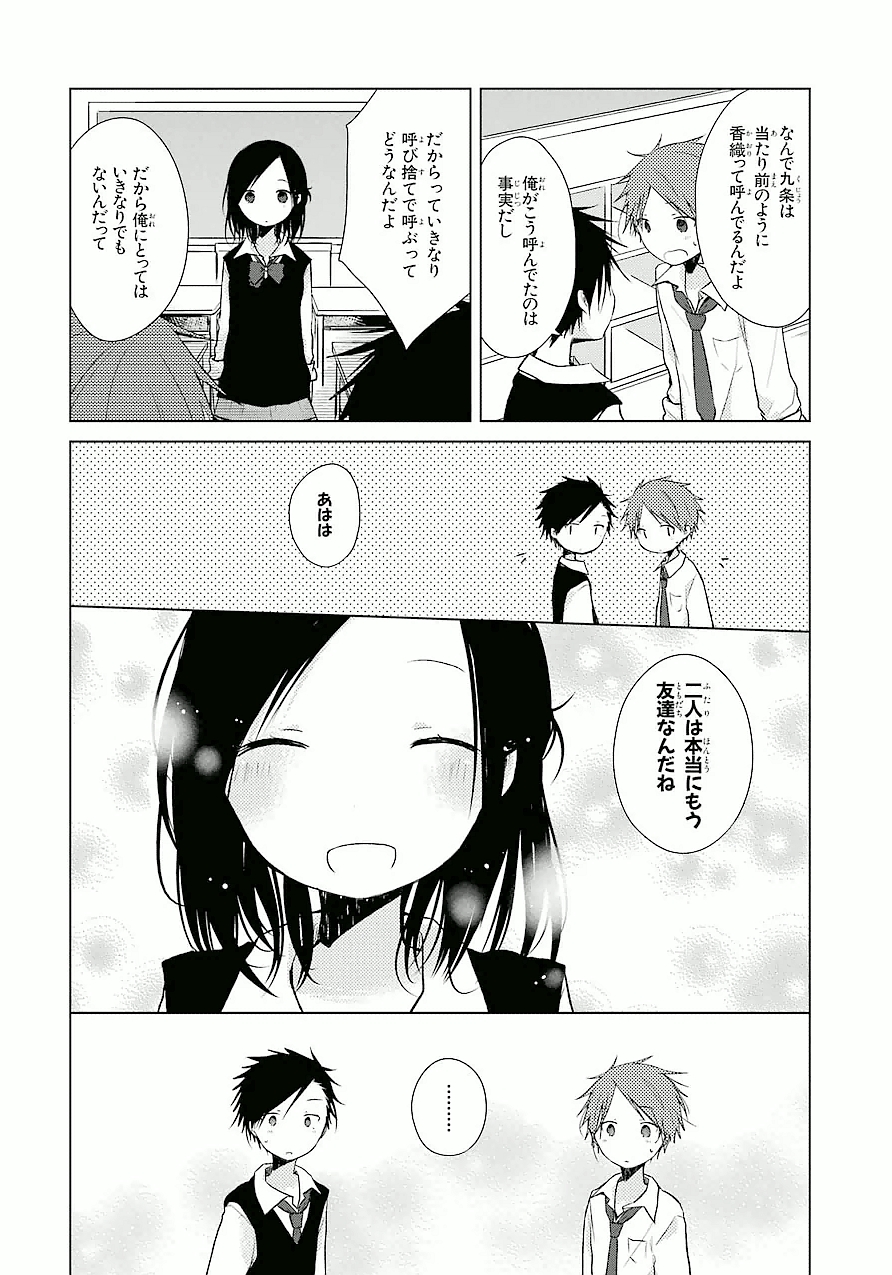 なんで九条は
当たり前のように
香織って呼んでるんだよ
俺がこう呼んでたのは
事実だし
だからっていきなり
呼び捨てで呼ぶって
どうなんだよ
だから俺にとっては
いきなりでも
ないんだって
あはは
二人は本当にもう
友達なんだね
………